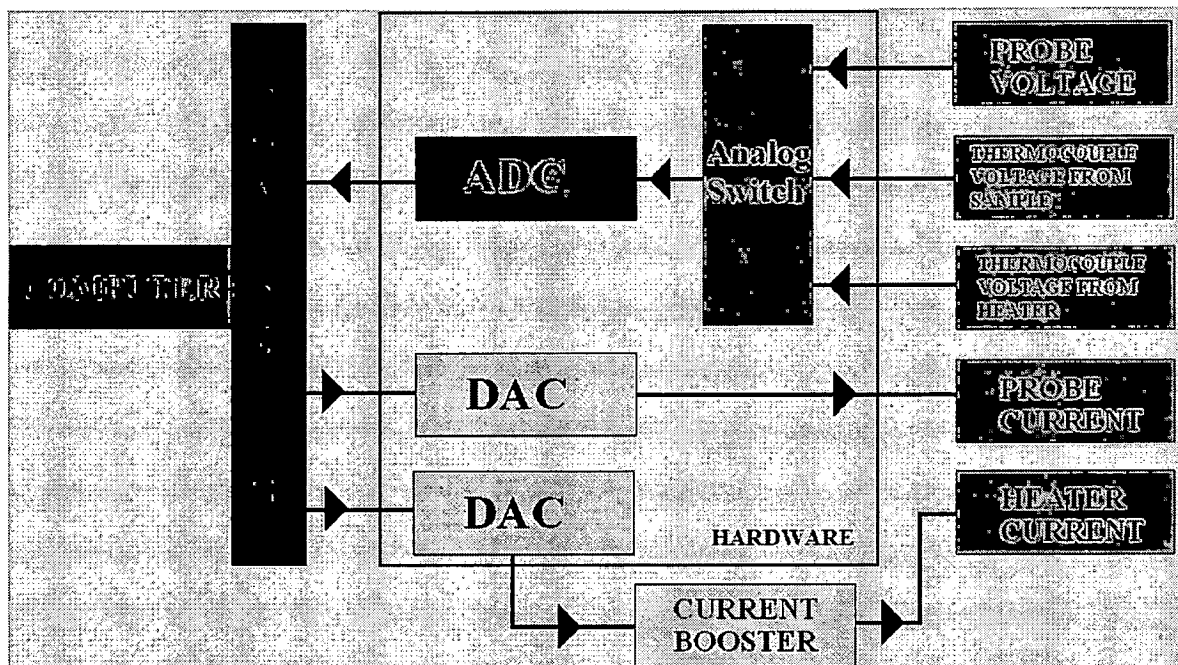 PROBE
VOLTAGE
ADC
Analog
Switch
THERMOCOUPLE
VOLTAGE FROM
SAMPLE
COMPUTER
THERMOCOUPLE
VOLTAGE FROM
HEATER
DAC
PROBE
CURRENT
DAC
HEATER
CURRENT
HARDWARE
CURRENT
BOOSTER